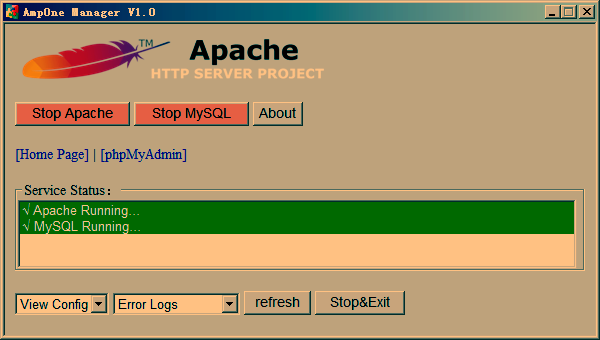 AmpOne Manager V1.0
TM
Apache
HTTP SERVER PROJECT
Stop Apache Stop MySQL About
[Home Page] | [phpMyAdmin]
Service Status：
√ Apache Running...
√ MySQL Running...
View Config Error Logs refresh Stop&Exit